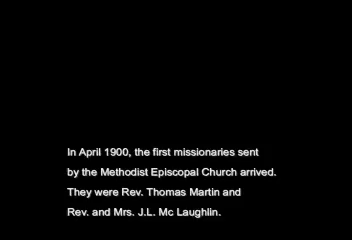 In April 1900, the first missionaries sent
by the Methodist Episcopal Church arrived.
They were Rev. Thomas Martin and
Rev. and Mrs. J.L. Mc Laughlin.